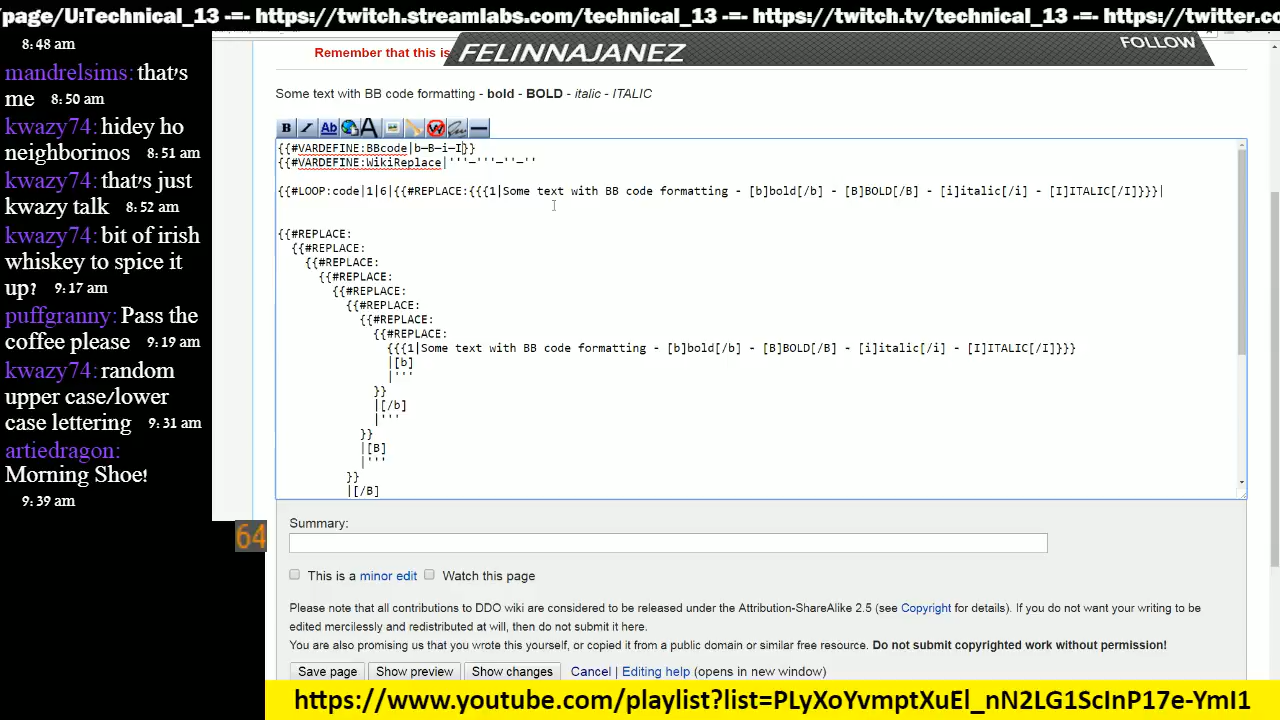 /page/U:Technical_13 -=- https://twitch.streamlabs.com/technical_13 -=- https://twitch.tv/technical_13 -=- https://twitter.co
8:48 am
mandrelsims: that's
me 8:50 am
kwazy74: hidey ho
neighborinos 8:51 am
kwazy74: that's just
kwazy talk 8:52 am
kwazy74: bit of irish
whiskey to spice it
up? 9:17 am
puffgranny: Pass the
coffee please 9:19 am
kwazy74: random
upper case/lower
case lettering 9:31 am
artiedragon:
Morning Shoe!
9:39 am
64
Remember that this is
FELINNAJANEZ
FOLLOW
Some text with BB code formatting - bold - BOLD - italic - ITALIC
B I Ab A W
{{#VARDEFINE:BBcode|b—B—i—I}}
{{#VARDEFINE:WikiReplace|'''—'''—''—''
{{#LOOP:code|1|6|{{#REPLACE:{{{1|Some text with BB code formatting - [b]bold[/b] - [B]BOLD[/B] - [i]italic[/i] - [I]ITALIC[/I]}}}|
{{#REPLACE:
{{#REPLACE:
{{#REPLACE:
{{#REPLACE:
{{#REPLACE:
{{#REPLACE:
{{#REPLACE:
{{#REPLACE:
{{{1|Some text with BB code formatting - [b]bold[/b] - [B]BOLD[/B] - [i]italic[/i] - [I]ITALIC[/I]}}}
|[b]
|'''
}}
|[/b]
|'''
}}
|[B]
|'''
}}
|[/B]
Summary:
This is a minor edit Watch this page
Please note that all contributions to DDO wiki are considered to be released under the Attribution-ShareAlike 2.5 (see Copyright for details). If you do not want your writing to be
edited mercilessly and redistributed at will, then do not submit it here.
You are also promising us that you wrote this yourself, or copied it from a public domain or similar free resource. Do not submit copyrighted work without permission!
Save page Show preview Show changes Cancel | Editing help (opens in new window)
https://www.youtube.com/playlist?list=PLyXoYvmptXuEl_nN2LG1ScInP17e-YmI1